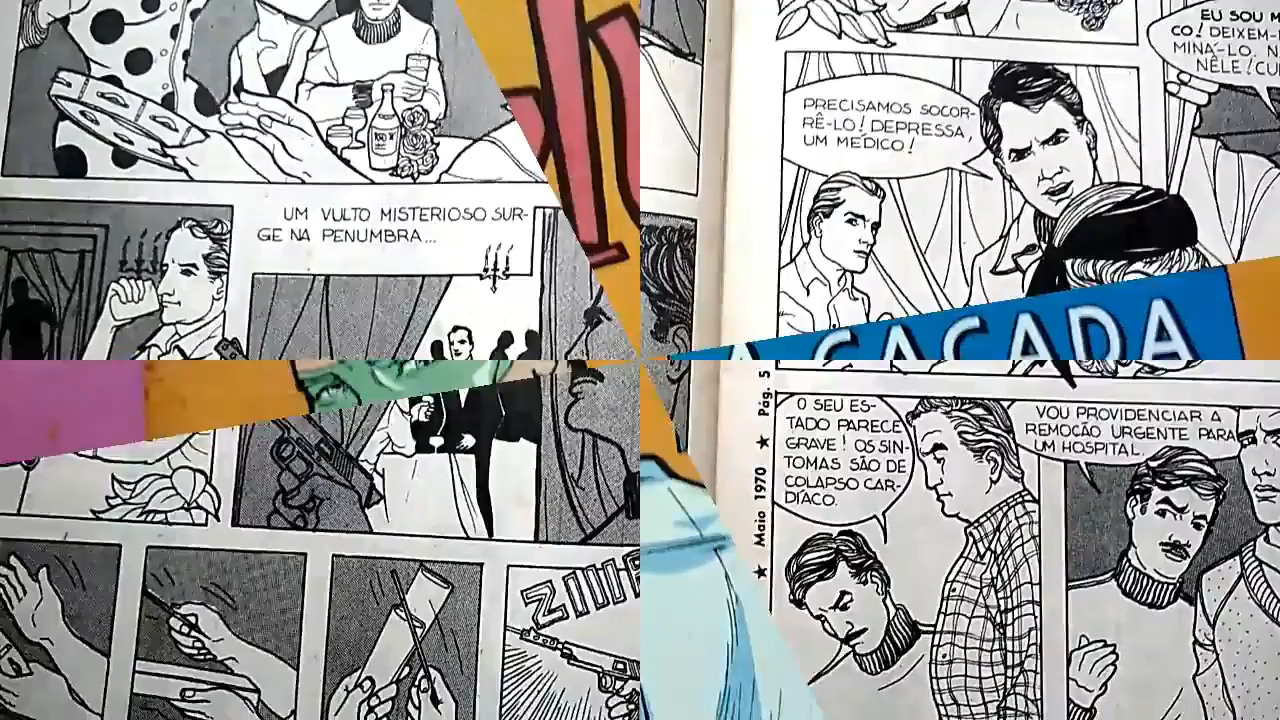 UM VULTO MISTERIOSO SUR-
GE NA PENUMBRA...
EU SOU
CO! DEIXEM-
MINÁ-LO. N
NÊLE! CU
PRECISAMOS SOCOR-
RÊ-LO! DEPRESSA,
UM MÉDICO!
A CAÇADA
Maio 1970 ★ Pág. 5
O SEU ES-
TADO PARECE
GRAVE! OS SIN-
TOMAS SÃO DE
COLAPSO CAR-
DÍACO.
VOU PROVIDENCIAR A
REMOÇÃO URGENTE PARA
UM HOSPITAL.